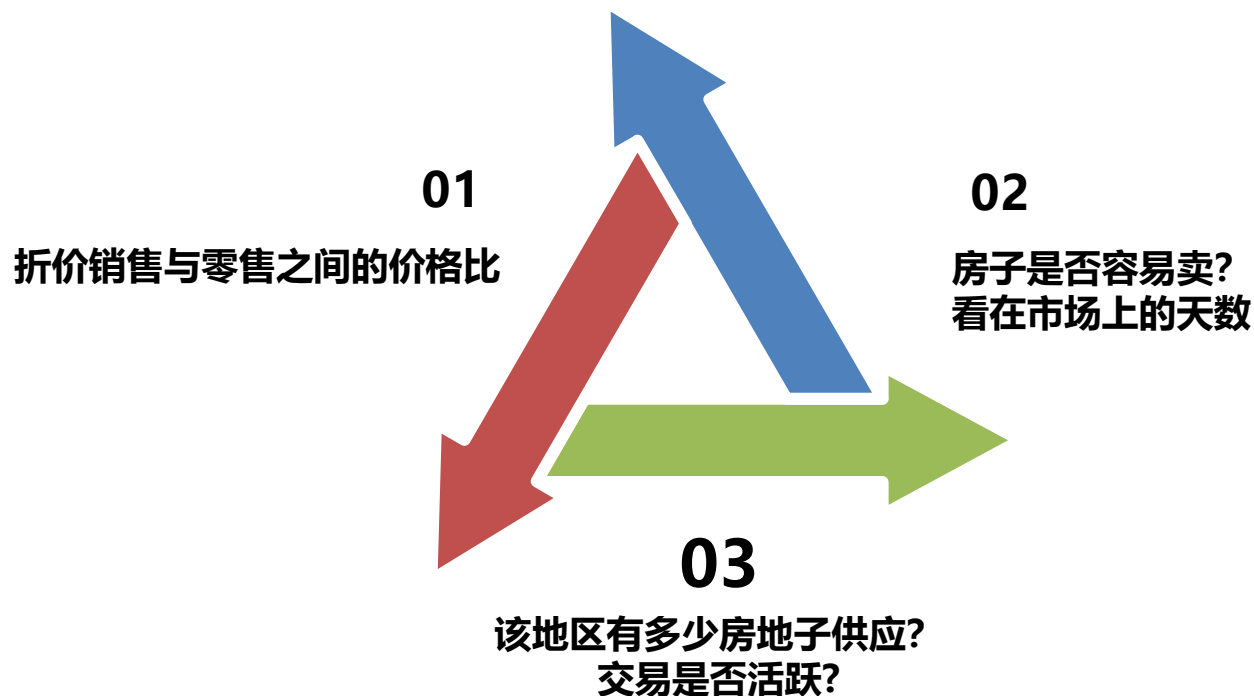 01
折价销售与零售之间的价格比
02
房子是否容易卖？
看在市场上的天数
03
该地区有多少房地子供应？
交易是否活跃？